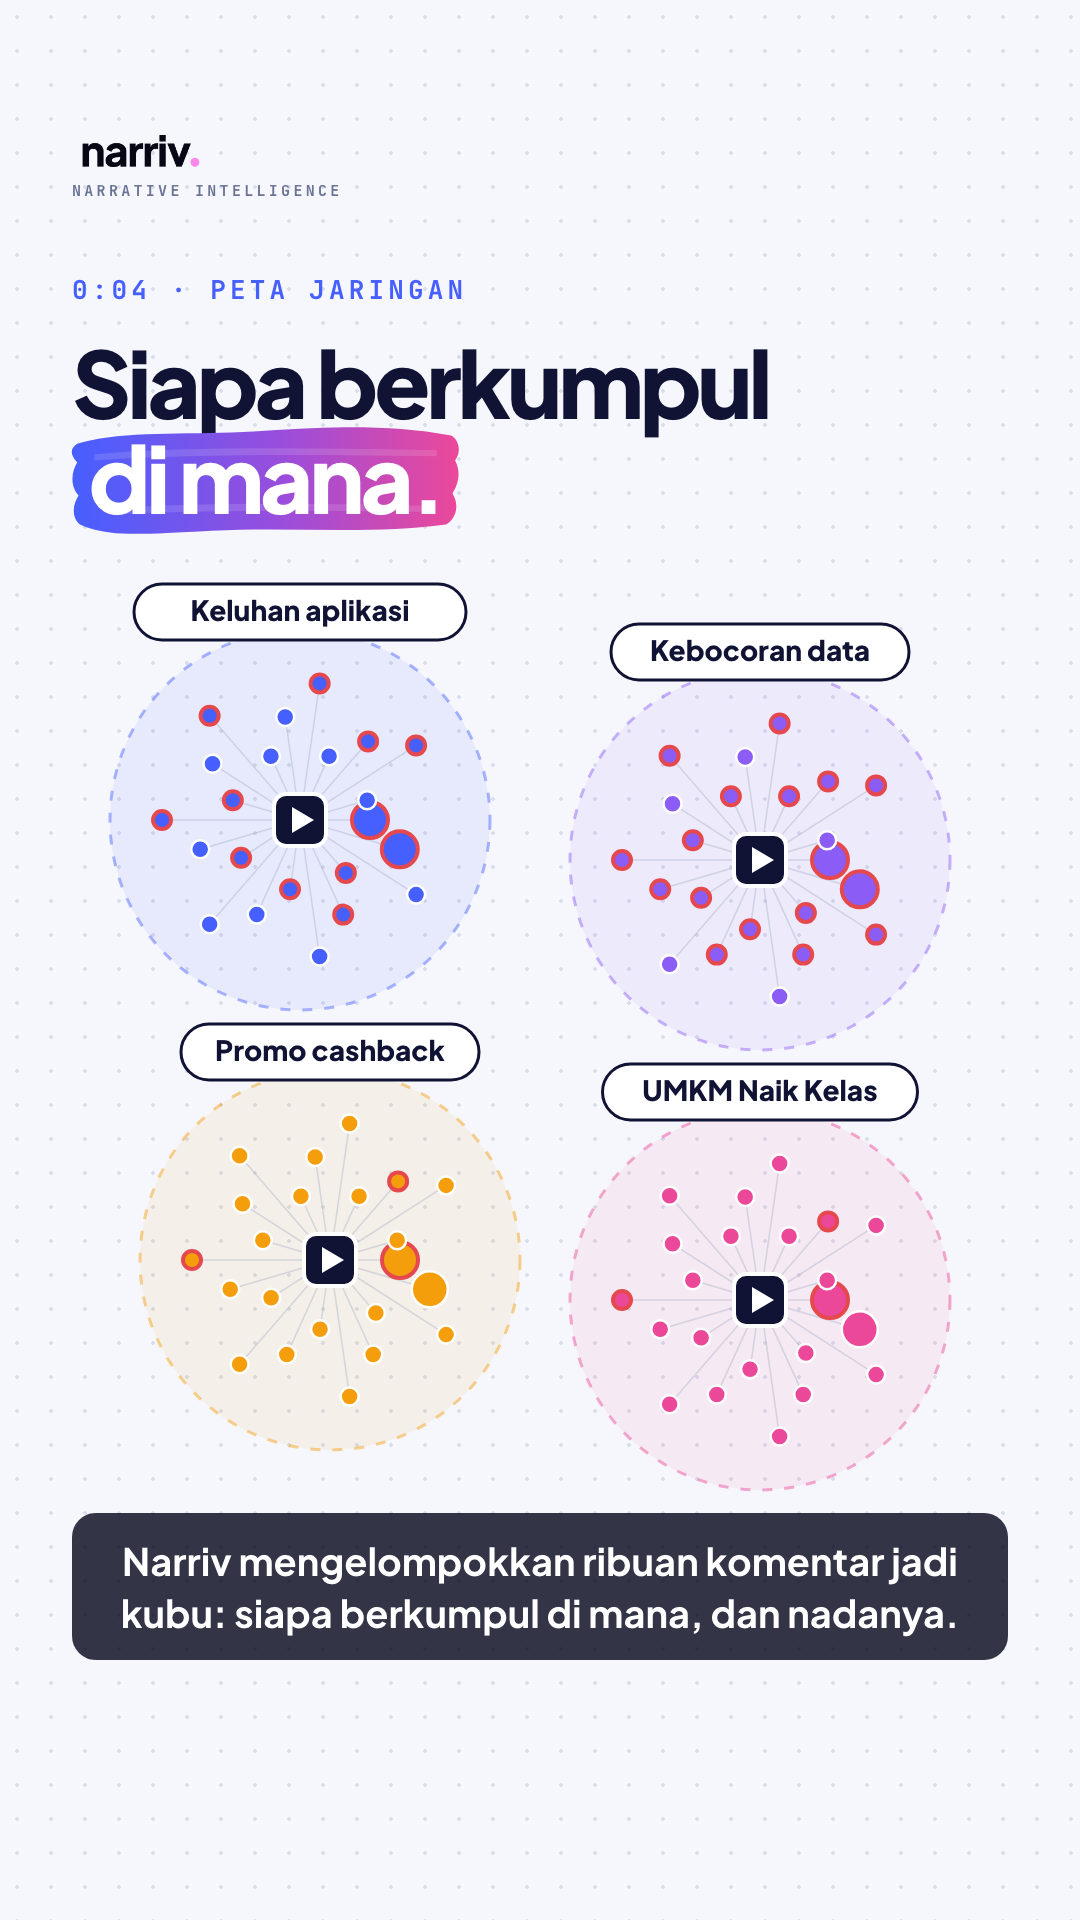 narriv.
NARRATIVE INTELLIGENCE
0:04 · PETA JARINGAN
Siapa berkumpul
di mana.
Keluhan aplikasi
Kebocoran data
Promo cashback
UMKM Naik Kelas
Narriv mengelompokkan ribuan komentar jadi
kubu: siapa berkumpul di mana, dan nadanya.